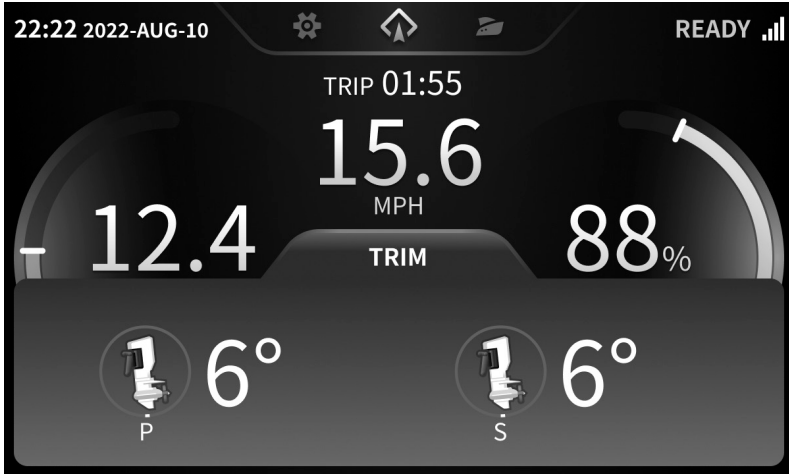 22:22 2022-AUG-10
READY
TRIP 01:55
15.6
MPH
12.4
88%
TRIM
6°
6°
P
S